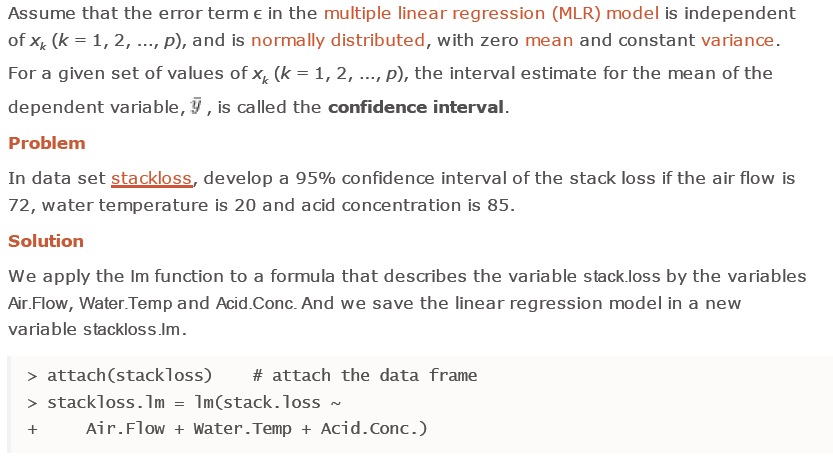 Assume that the error term ϵ in the multiple linear regression (MLR) model is independent
of xk (k = 1, 2, ..., p), and is normally distributed, with zero mean and constant variance.
For a given set of values of xk (k = 1, 2, ..., p), the interval estimate for the mean of the
dependent variable, ȳ , is called the confidence interval.
Problem
In data set stackloss, develop a 95% confidence interval of the stack loss if the air flow is
72, water temperature is 20 and acid concentration is 85.
Solution
We apply the lm function to a formula that describes the variable stack.loss by the variables
Air.Flow, Water.Temp and Acid.Conc. And we save the linear regression model in a new
variable stackloss.lm.
> attach(stackloss)    # attach the data frame
> stackloss.lm = lm(stack.loss ~
+     Air.Flow + Water.Temp + Acid.Conc.)